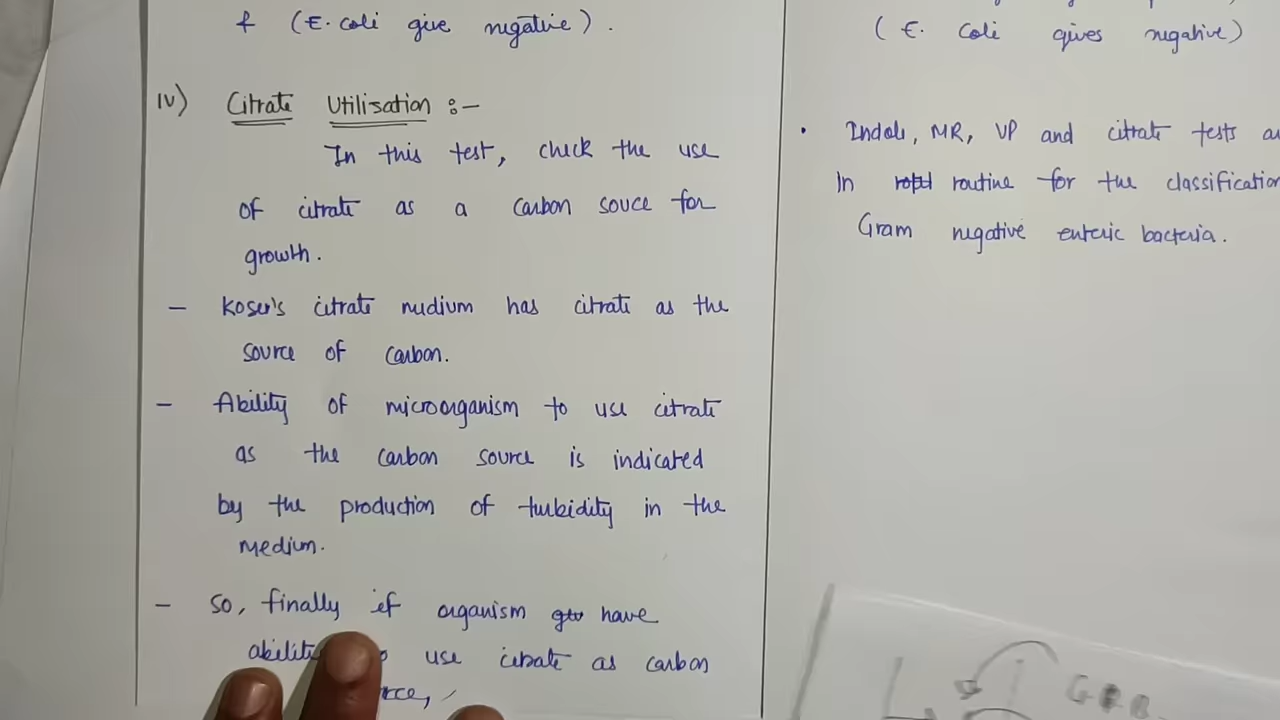 & (E. coli give negative).
IV) Citrate Utilisation :-
In this test, check the use
of citrate as a carbon souce for
growth.
- Koser's citrate medium has citrate as the
source of carbon.
- Ability of microorganism to use citrate
as the carbon source is indicated
by the production of turbidity in the
medium.
- So, finally if organism have
use citrate as carbon
(E. Coli gives negative)
• Indole, MR, VP and citrate tests
In routine for the classification
Gram negative enteric bacteria.